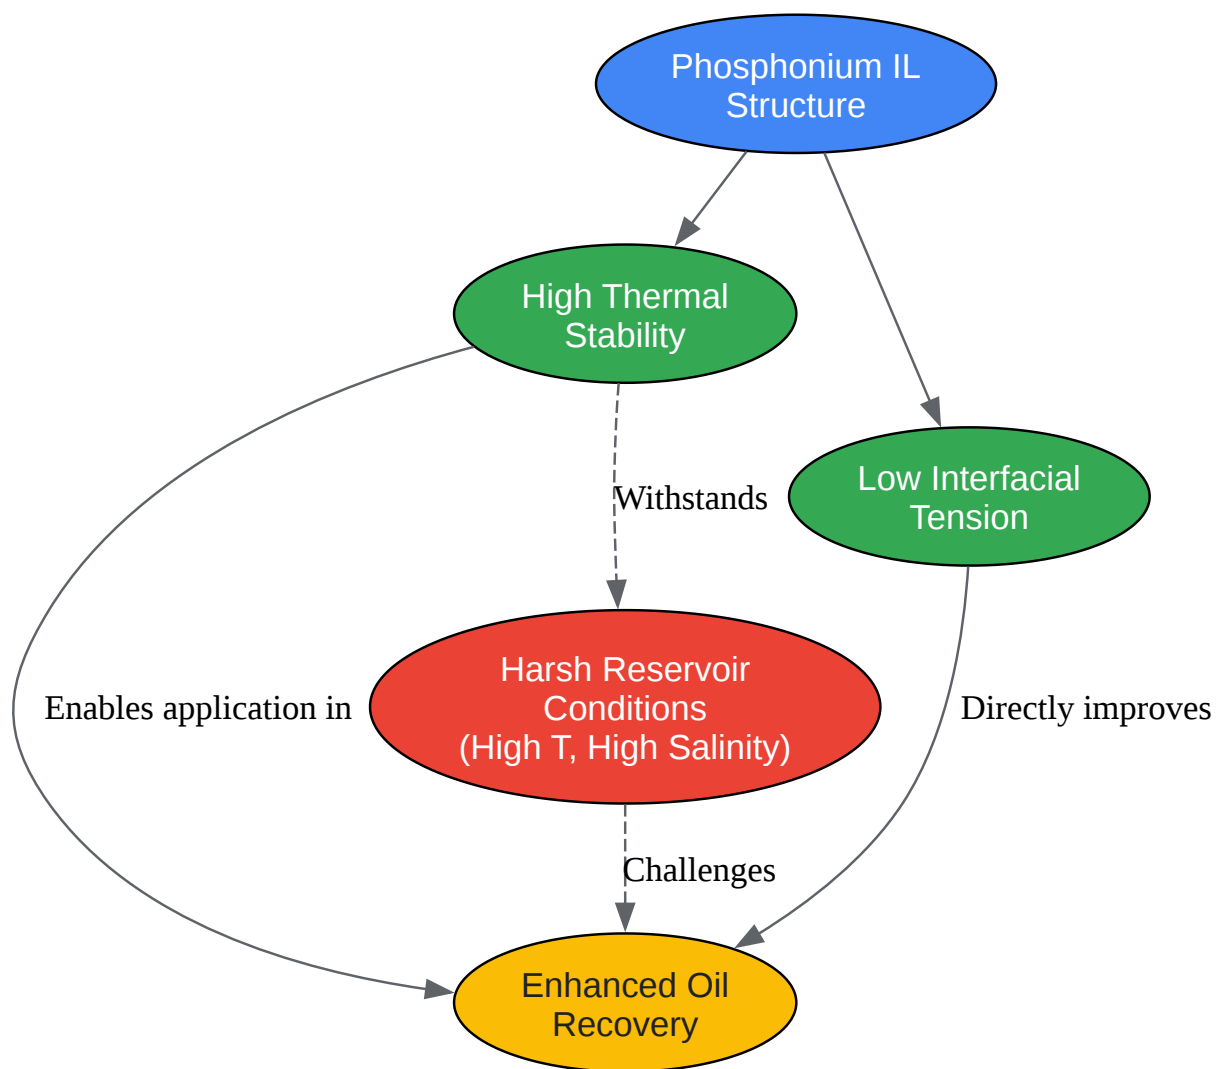 Phosphonium IL
Structure
High Thermal
Stability
Low Interfacial
Tension
Withstands
Harsh Reservoir
Conditions
(High T, High Salinity)
Enables application in
Directly improves
Challenges
Enhanced Oil
Recovery